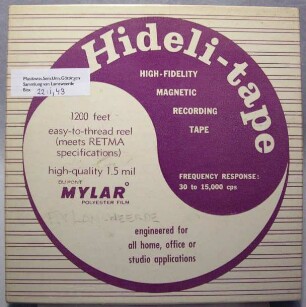 Hideli-tape
HIGH-FIDELITY
MAGNETIC
RECORDING
TAPE
1200 feet
easy-to-thread reel
(meets RETMA
specifications)
high-quality 1.5 mil
DU PONT
MYLAR
POLYESTER FILM
FREQUENCY RESPONSE:
30 to 15,000 cps
engineered for
all home, office or
studio applications